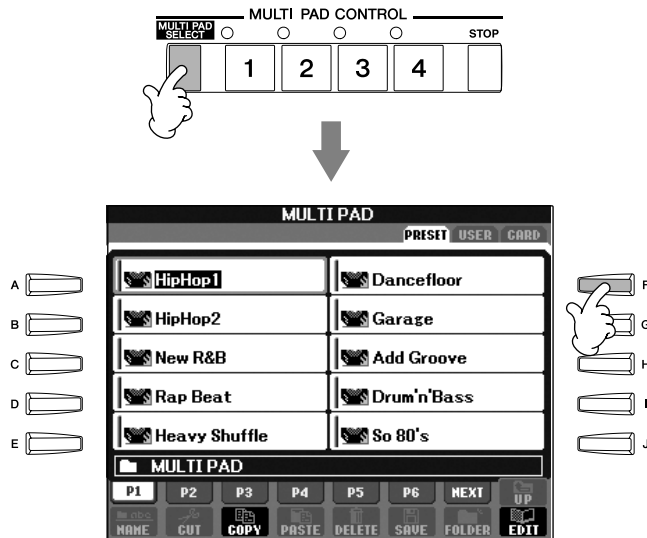 MULTI PAD CONTROL
MULTI PAD SELECT
STOP
1 2 3 4
MULTI PAD
PRESET USER CARD
A HipHop1 Dancefloor F
B HipHop2 Garage G
C New R&B Add Groove H
D Rap Beat Drum'n'Bass I
E Heavy Shuffle So 80's J
MULTI PAD
P1 P2 P3 P4 P5 P6 NEXT UP
NAME CUT COPY PASTE DELETE SAVE FOLDER EDIT